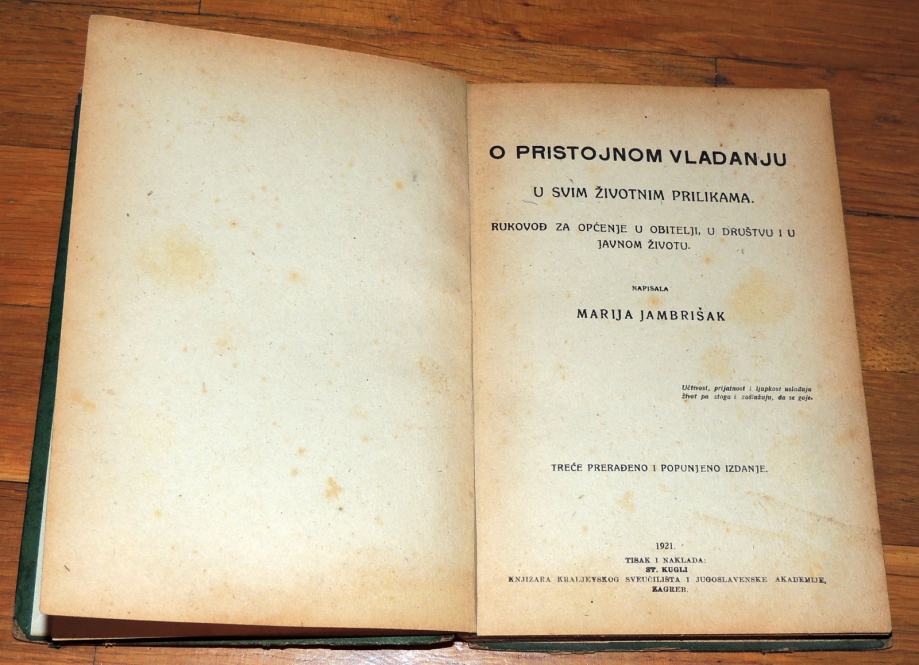 O PRISTOJNOM VLADANJU
U SVIM ŽIVOTNIM PRILIKAMA.
RUKOVOĐ ZA OPĆENJE U OBITELJI, U DRUŠTVU I U
JAVNOM ŽIVOTU.
NAPISALA
MARIJA JAMBRIŠAK
Učtivost, prijatnost i ljupkost uslađuju
život pa stoga i zaslužuju, da se goje.
TREĆE PRERAĐENO I POPUNJENO IZDANJE.
1921.
TISAK I NAKLADA:
ST. KUGLI
KNJIŽARA KRALJEVSKOG SVEUČILIŠTA I JUGOSLAVENSKE AKADEMIJE,
ZAGREB.